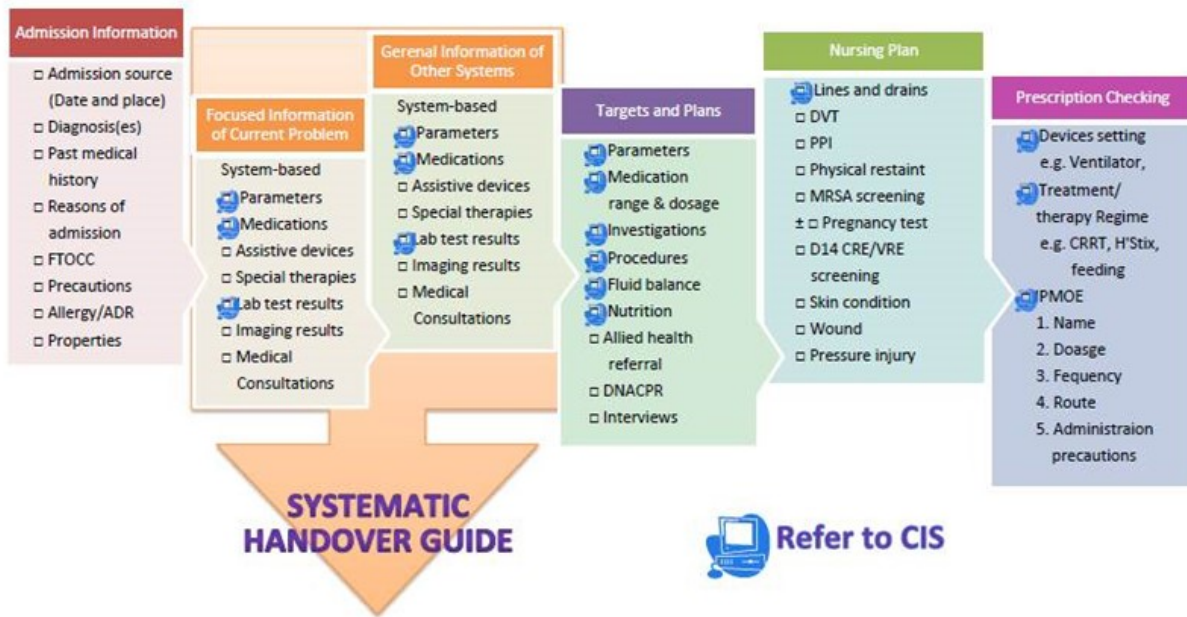 Admission Information
□ Admission source
(Date and place)
□ Diagnosis(es)
□ Past medical
history
□ Reasons of
admission
□ FTOCC
□ Precautions
□ Allergy/ADR
□ Properties
Focused Information
of Current Problem
System-based
Parameters
Medications
□ Assistive devices
□ Special therapies
Lab test results
□ Imaging results
□ Medical
Consultations
Gerenal Information of
Other Systems
System-based
Parameters
Medications
□ Assistive devices
□ Special therapies
Lab test results
□ Imaging results
□ Medical
Consultations
Targets and Plans
Parameters
Medication
range & dosage
Investigations
Procedures
Fluid balance
Nutrition
□ Allied health
referral
□ DNACPR
□ Interviews
Nursing Plan
Lines and drains
□ DVT
□ PPI
□ Physical restaint
□ MRSA screening
± □ Pregnancy test
□ D14 CRE/VRE
screening
□ Skin condition
□ Wound
□ Pressure injury
Prescription Checking
Devices setting
e.g. Ventilator,
Treatment/
therapy Regime
e.g. CRRT, H'Stix,
feeding
IPMOE
1. Name
2. Doasge
3. Fequency
4. Route
5. Administraion
precautions
SYSTEMATIC
HANDOVER GUIDE
Refer to CIS